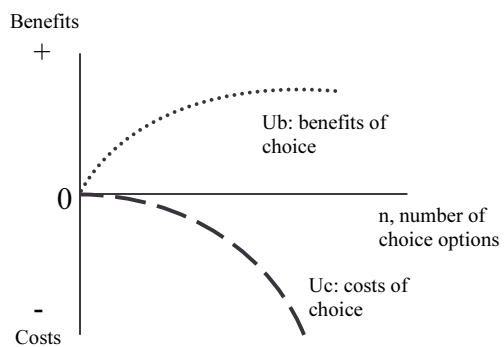 Benefits
+
Ub: benefits of
choice
0
n, number of
choice options
Uc: costs of
choice
-
Costs